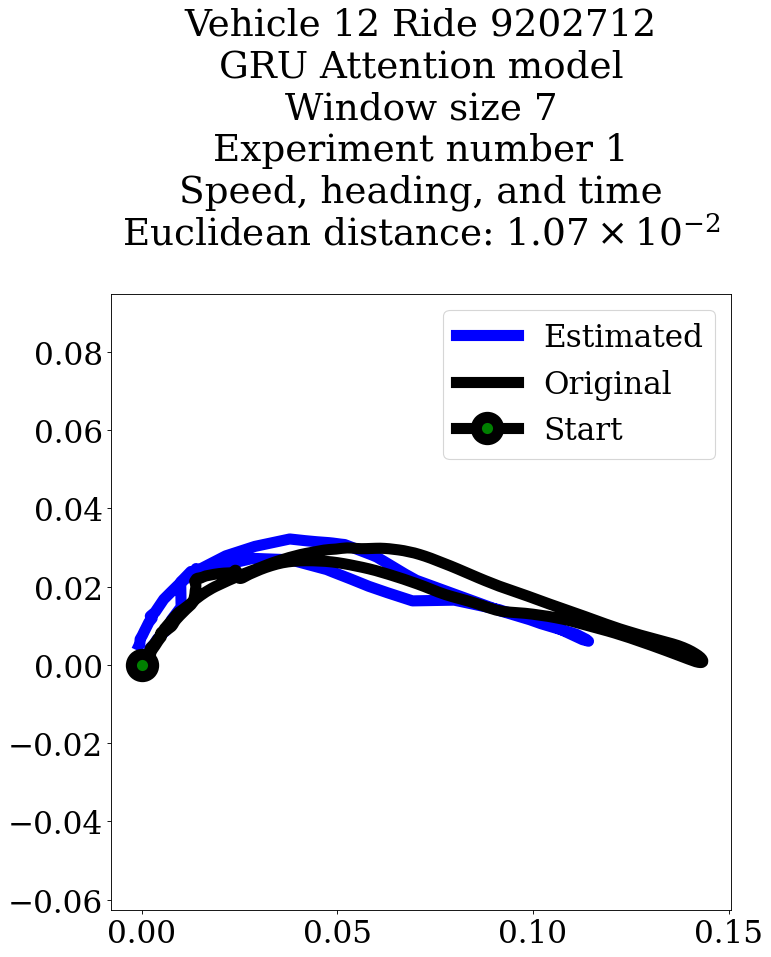 Vehicle 12 Ride 9202712
GRU Attention model
Window size 7
Experiment number 1
Speed, heading, and time
Euclidean distance: 1.07 × 10⁻²
Estimated
Original
Start
0.08
0.06
0.04
0.02
0.00
−0.02
−0.04
−0.06
0.00 0.05 0.10 0.15